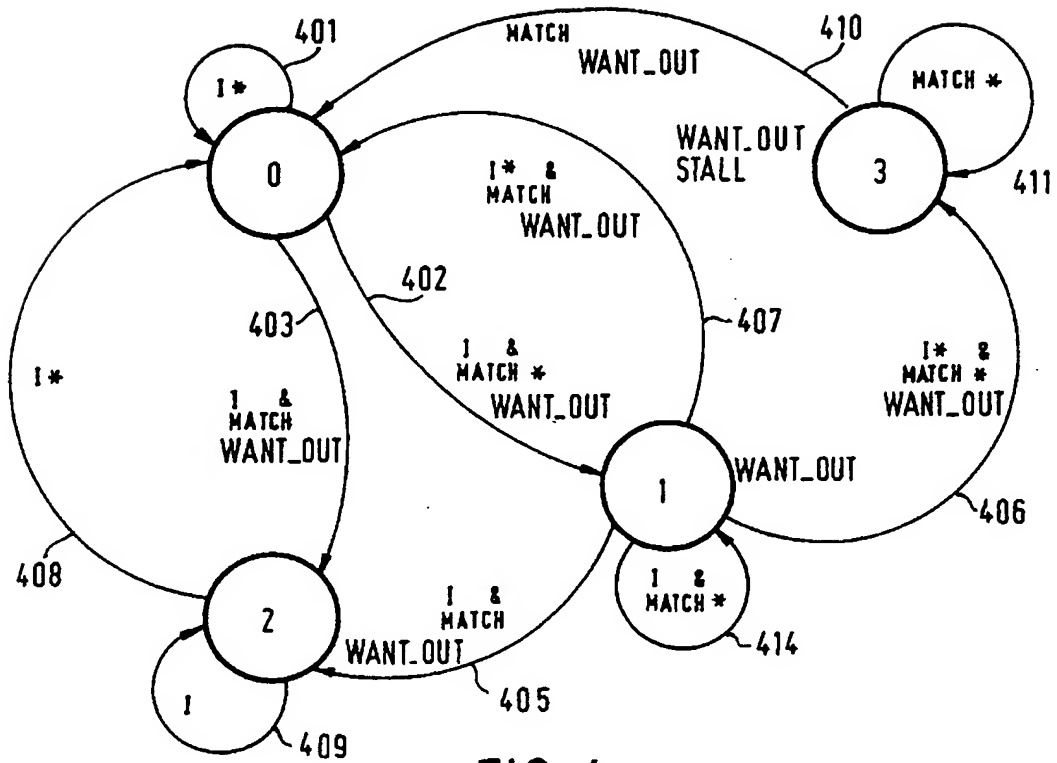 401
I*
0
MATCH
WANT_OUT
410
MATCH *
WANT_OUT
STALL
3
411
I* &
MATCH
WANT_OUT
402
403
407
I*
I &
MATCH *
WANT_OUT
I* &
MATCH *
WANT_OUT
I &
MATCH
WANT_OUT
1
WANT_OUT
406
408
2
I &
MATCH
WANT_OUT
I &
MATCH *
414
405
I
409